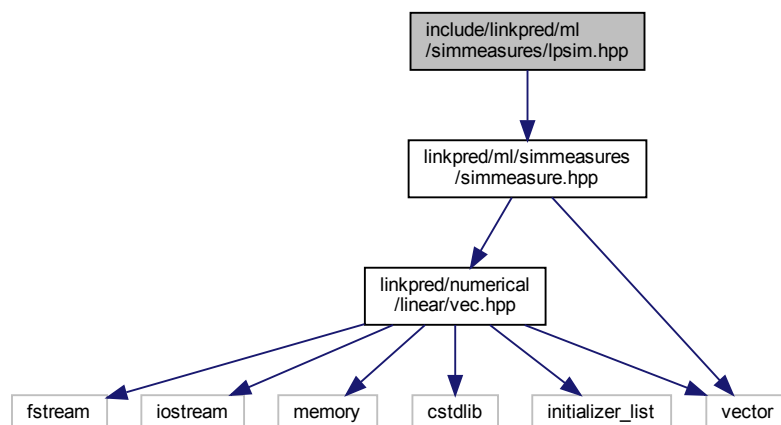 include/linkpred/ml
/simmeasures/lpsim.hpp
linkpred/ml/simmeasures
/simmeasure.hpp
linkpred/numerical
/linear/vec.hpp
fstream
iostream
memory
cstdlib
initializer_list
vector